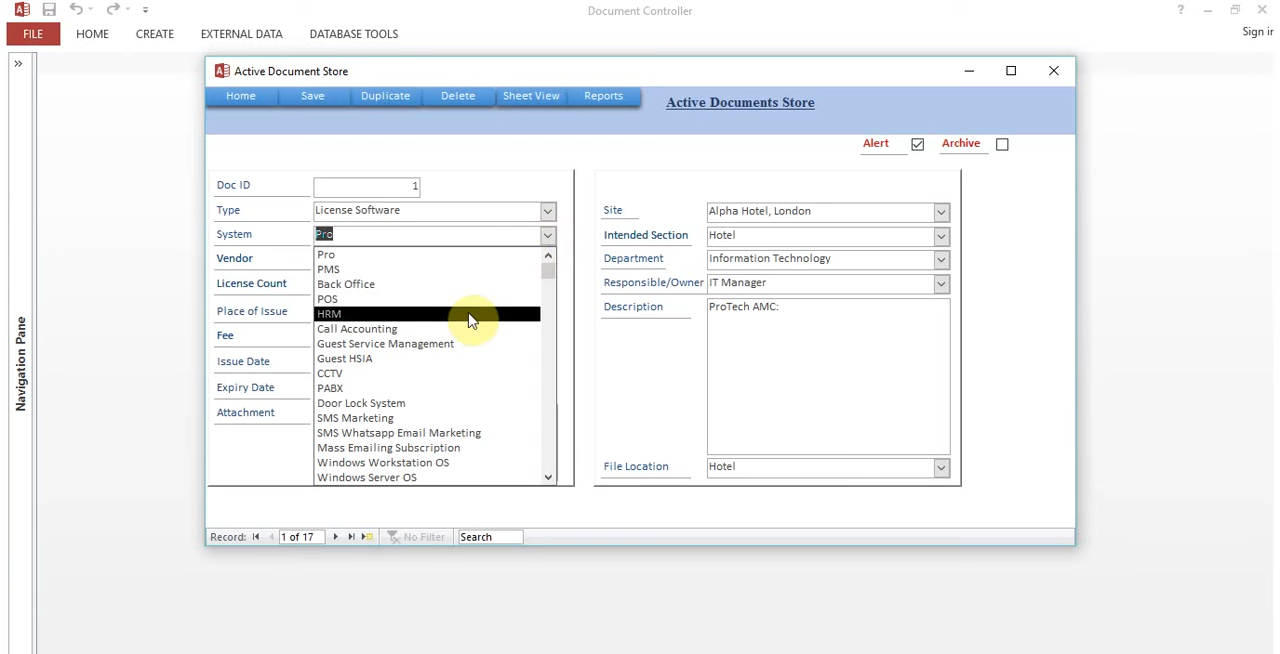 Document Controller
?
FILE
HOME
CREATE
EXTERNAL DATA
DATABASE TOOLS
Sign in
»
Navigation Pane
Active Document Store
Home
Save
Duplicate
Delete
Sheet View
Reports
Active Documents Store
Alert
Archive
Doc ID
1
Type
License Software
System
Pro
Vendor
License Count
Place of Issue
Fee
Issue Date
Expiry Date
Attachment
Pro
PMS
Back Office
POS
HRM
Call Accounting
Guest Service Management
Guest HSIA
CCTV
PABX
Door Lock System
SMS Marketing
SMS Whatsapp Email Marketing
Mass Emailing Subscription
Windows Workstation OS
Windows Server OS
Site
Alpha Hotel, London
Intended Section
Hotel
Department
Information Technology
Responsible/Owner
IT Manager
Description
ProTech AMC:
File Location
Hotel
Record:
1 of 17
No Filter
Search